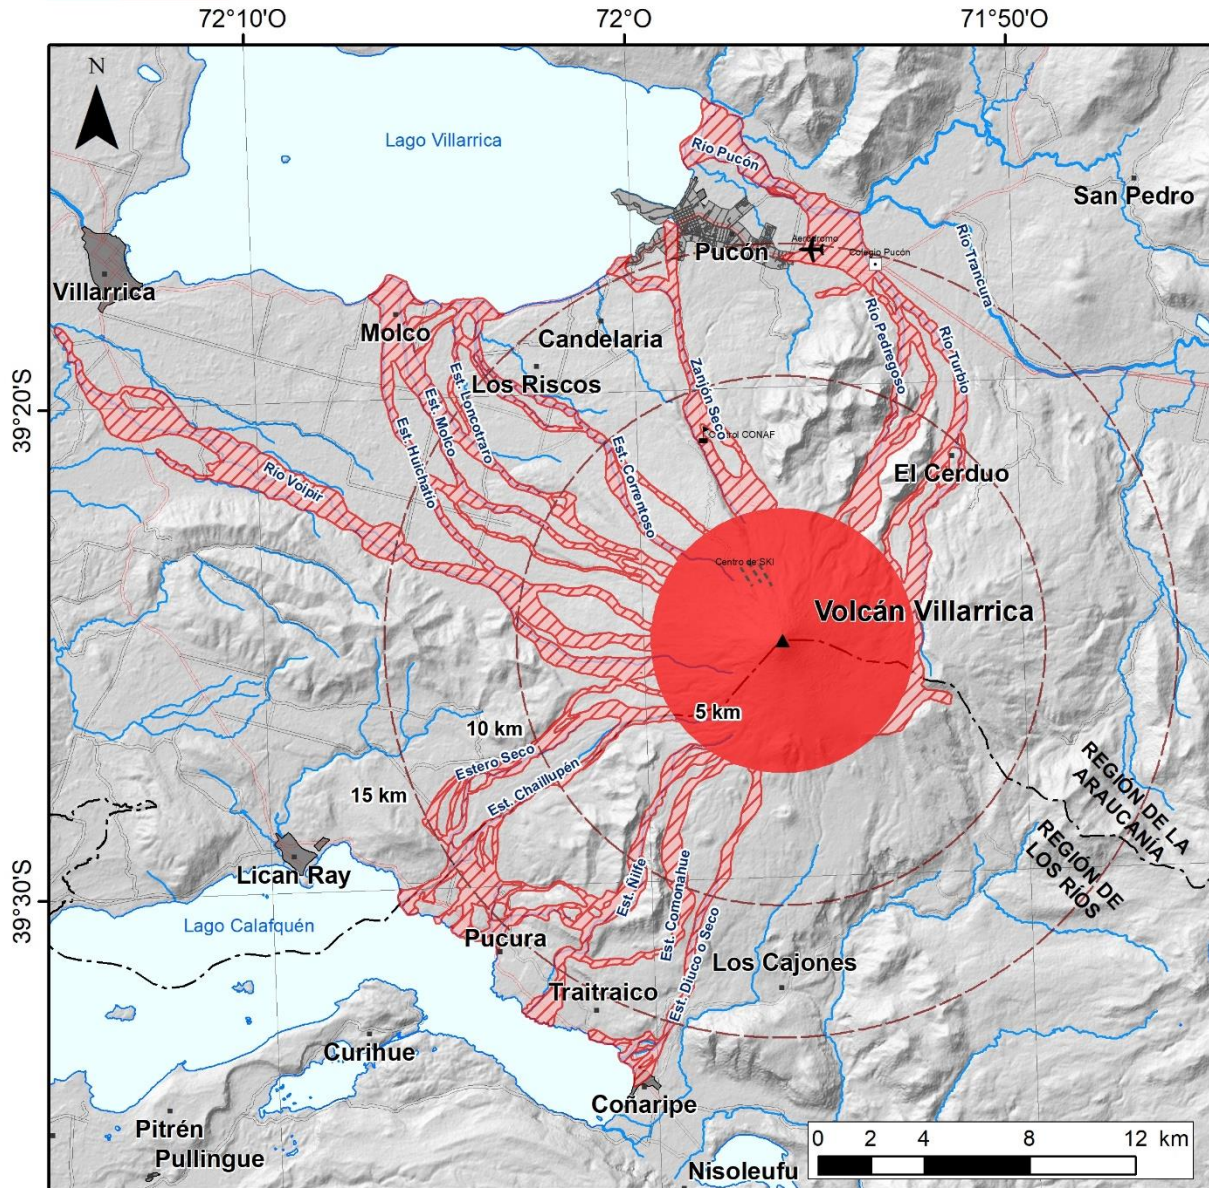 72°10'O
72°O
71°50'O
N
Lago Villarrica
Río Pucón
San Pedro
Aeródromo
Pucón
Colegio Pucón
Río Trancura
Villarrica
Molco
Candelaria
Río Pedregoso
Río Turbio
Los Riscos
Zanjón Seco
39°20'S
Est. Loncotraro
Est. Molco
Est. Huichatio
Control CONAF
Est. Correntoso
El Cerduo
Río Voipir
Centro de SKI
Volcán Villarrica
5 km
10 km
Estero Seco
15 km
Est. Chaillupén
REGIÓN DE LA
ARAUCANÍA
REGIÓN DE
LOS RIOS
Lican Ray
39°30'S
Lago Calafquén
Est. Ñilfe
Est. Comonahue
Est. Diuco o Seco
Pucura
Los Cajones
Traitraico
Curihue
Coñaripe
Pitrén
Pullingue
Nisoleufu
0 2 4 8 12 km